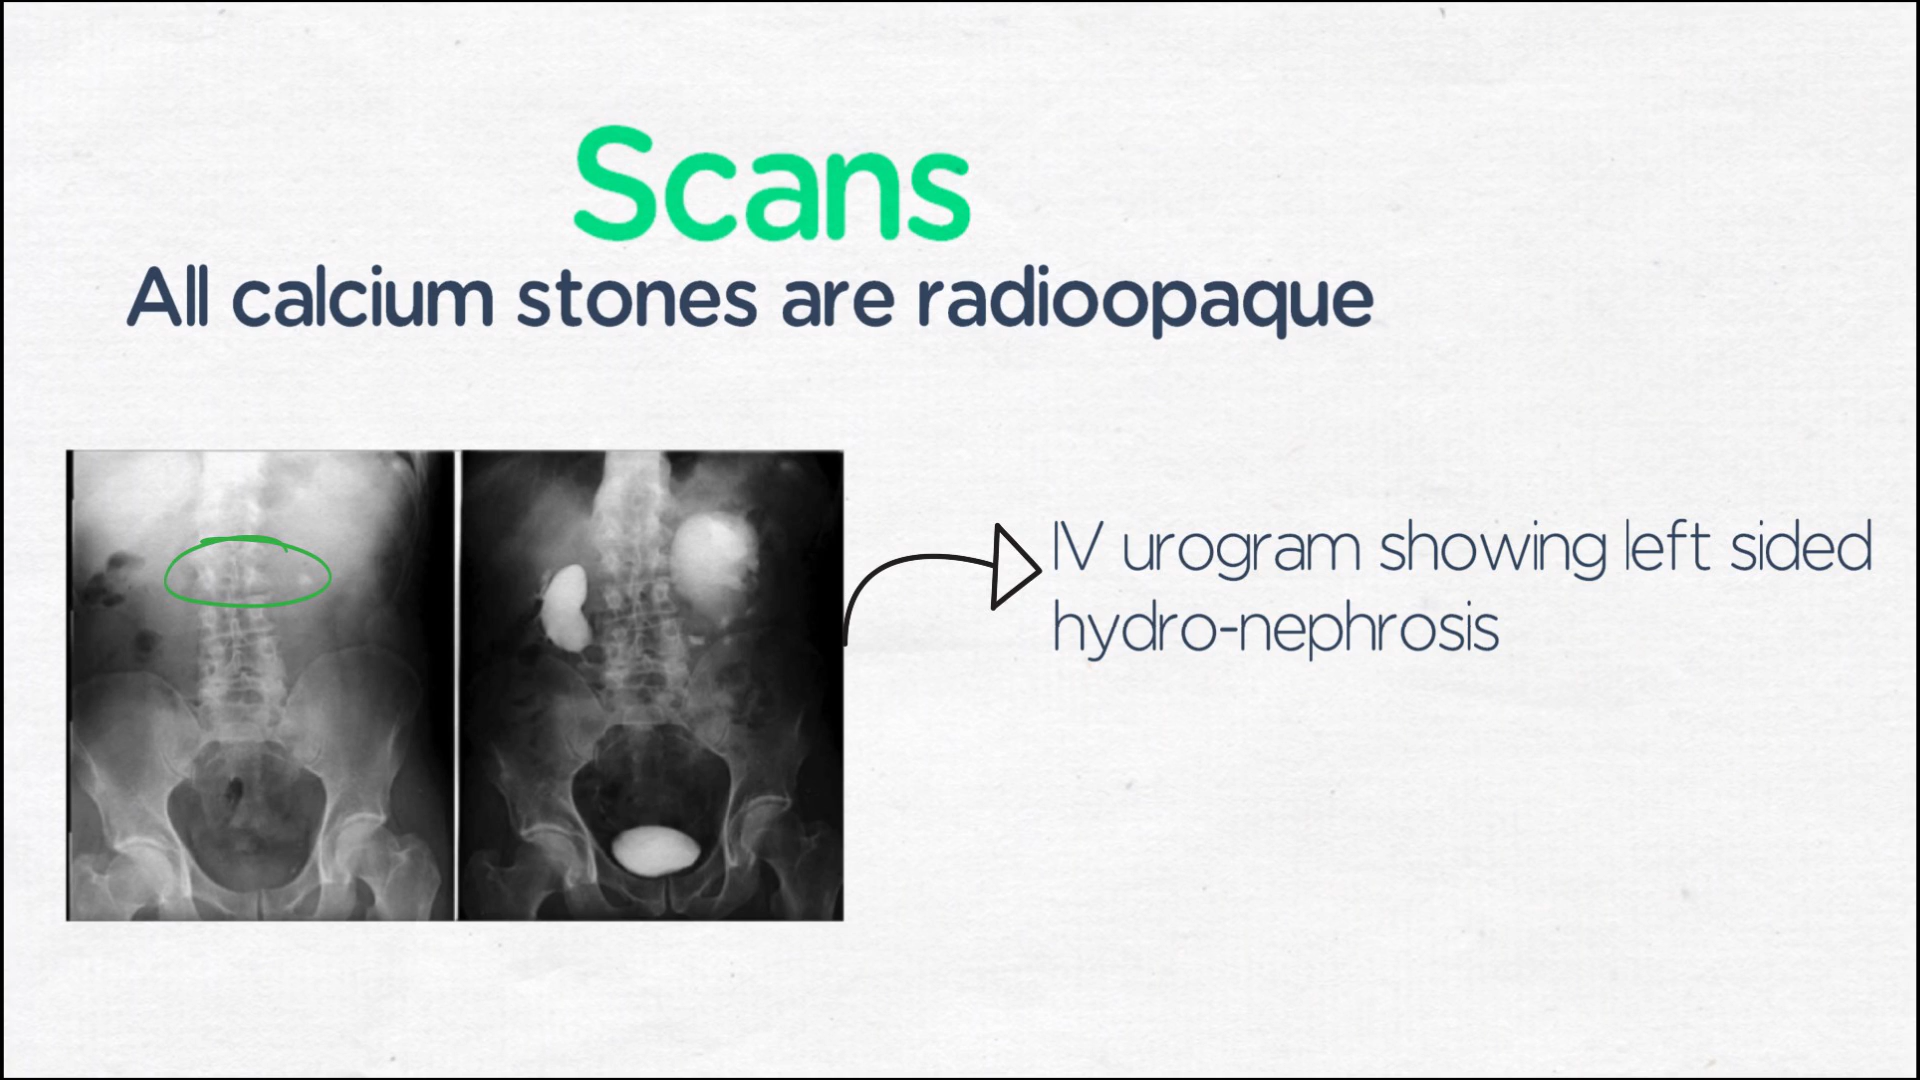 Scans
All calcium stones are radioopaque
IV urogram showing left sided
hydro-nephrosis